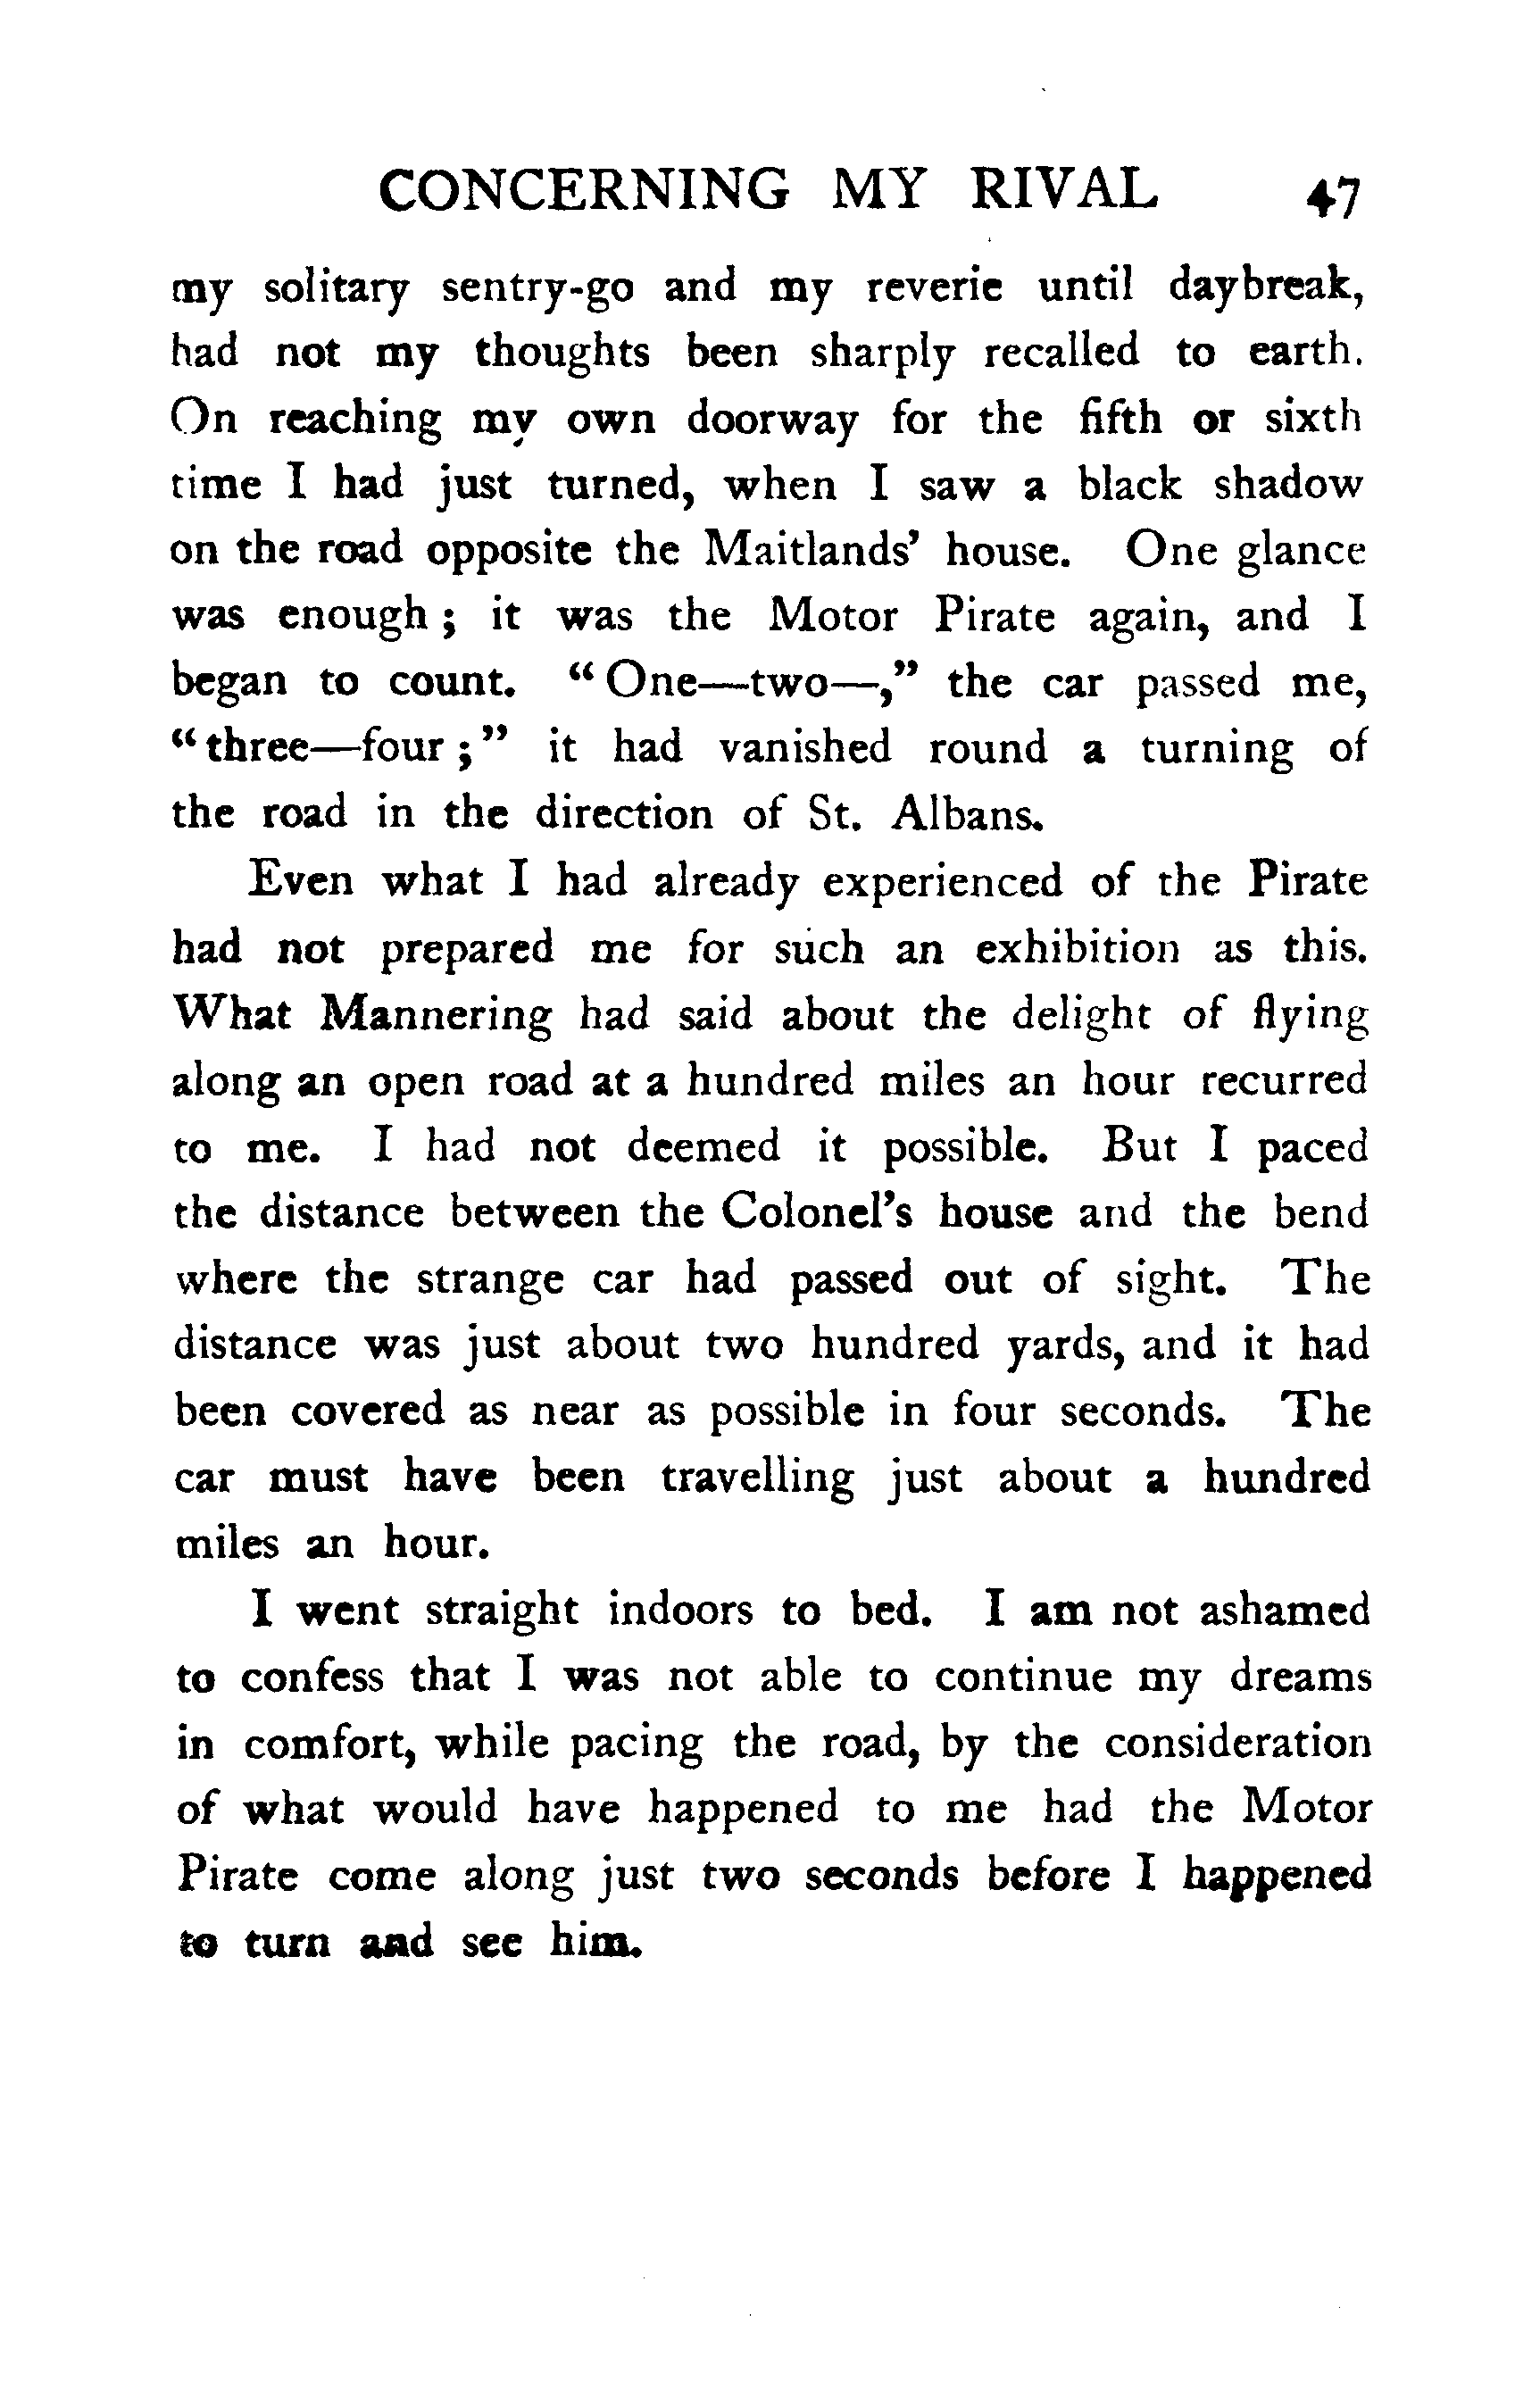 CONCERNING MY RIVAL 47
my solitary sentry-go and my reverie until daybreak,
had not my thoughts been sharply recalled to earth.
On reaching my own doorway for the fifth or sixth
time I had just turned, when I saw a black shadow
on the road opposite the Maitlands' house. One glance
was enough ; it was the Motor Pirate again, and I
began to count. “ One—two—,” the car passed me,
“ three—four ; ” it had vanished round a turning of
the road in the direction of St. Albans.
Even what I had already experienced of the Pirate
had not prepared me for such an exhibition as this.
What Mannering had said about the delight of flying
along an open road at a hundred miles an hour recurred
to me. I had not deemed it possible. But I paced
the distance between the Colonel's house and the bend
where the strange car had passed out of sight. The
distance was just about two hundred yards, and it had
been covered as near as possible in four seconds. The
car must have been travelling just about a hundred
miles an hour.
I went straight indoors to bed. I am not ashamed
to confess that I was not able to continue my dreams
in comfort, while pacing the road, by the consideration
of what would have happened to me had the Motor
Pirate come along just two seconds before I happened
to turn and see him.